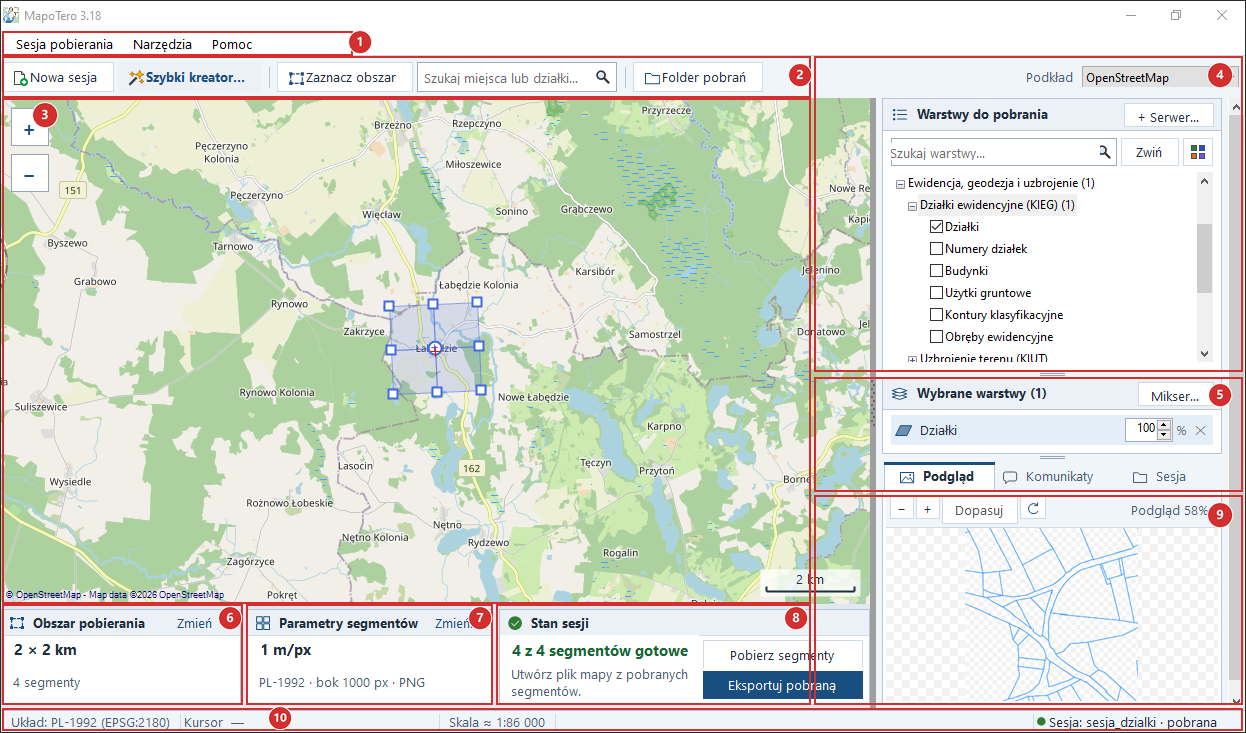 MapoTero 3.18
Sesja pobierania Narzędzia Pomoc 1
Nowa sesja Szybki kreator... Zaznacz obszar Szukaj miejsca lub działki... Folder pobrań 2
Podkład OpenStreetMap 4
3
+
−
151
Brzeżno
Rzepczyno
Przyrzecze
Pęczerzyno
Kolonia
Miłoszewice
Pęczerzyno
Sonino
Grąbczewo
Nowe Re
Więcław
Kapi
Byszewo
Tarnowo
Karsibór
Jelenino
Grabowo
Łabędzie Kolonia
Rynowo
Zakrzyce
Samostrzel
Donatowo
Jele
Łabędzie
Rynowo Kolonia
Nowe Łabędzie
Suliszewice
Karpno
Lasocin
162
Tęczyn
Przytoń
Wysiedle
Borne
Rożnowo Łobeskie
Nętno
Nętno Kolonia
Rydzewo
Rogalin
Zagórzyce
Pokręt
2 km
© OpenStreetMap - Map data ©2026 OpenStreetMap
Warstwy do pobrania + Serwer...
Szukaj warstwy... Zwiń
Ewidencja, geodezja i uzbrojenie (1)
Działki ewidencyjne (KIEG) (1)
Działki
Numery działek
Budynki
Użytki gruntowe
Kontury klasyfikacyjne
Obręby ewidencyjne
Uzbrojenie terenu (KIUT)
Wybrane warstwy (1) Mikser... 5
Działki 100 %
Podgląd Komunikaty Sesja
− + Dopasuj Podgląd 58% 9
Obszar pobierania Zmień 6
2 × 2 km
4 segmenty
Parametry segmentów Zmień 7
1 m/px
PL-1992 · bok 1000 px · PNG
Stan sesji 8
4 z 4 segmentów gotowe
Utwórz plik mapy z pobranych
segmentów.
Pobierz segmenty
Eksportuj pobraną
Układ: PL-1992 (EPSG:2180) Kursor — 10 Skala ≈ 1:86 000 Sesja: sesja_dzialki · pobrana